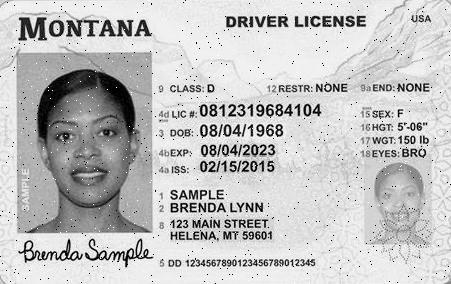 MONTANA
DRIVER LICENSE
USA
9 CLASS: D 12 RESTR: NONE 9a END: NONE
4d LIC #: 0812319684104
15 SEX: F
3 DOB: 08/04/1968
16 HGT: 5'-06"
17 WGT: 150 lb
4b EXP: 08/04/2023
18 EYES: BRO
4a ISS: 02/15/2015
1 SAMPLE
2 BRENDA LYNN
8 123 MAIN STREET
HELENA, MT 59601
SAMPLE
Brenda Sample
5 DD 12345678901234567890123 45